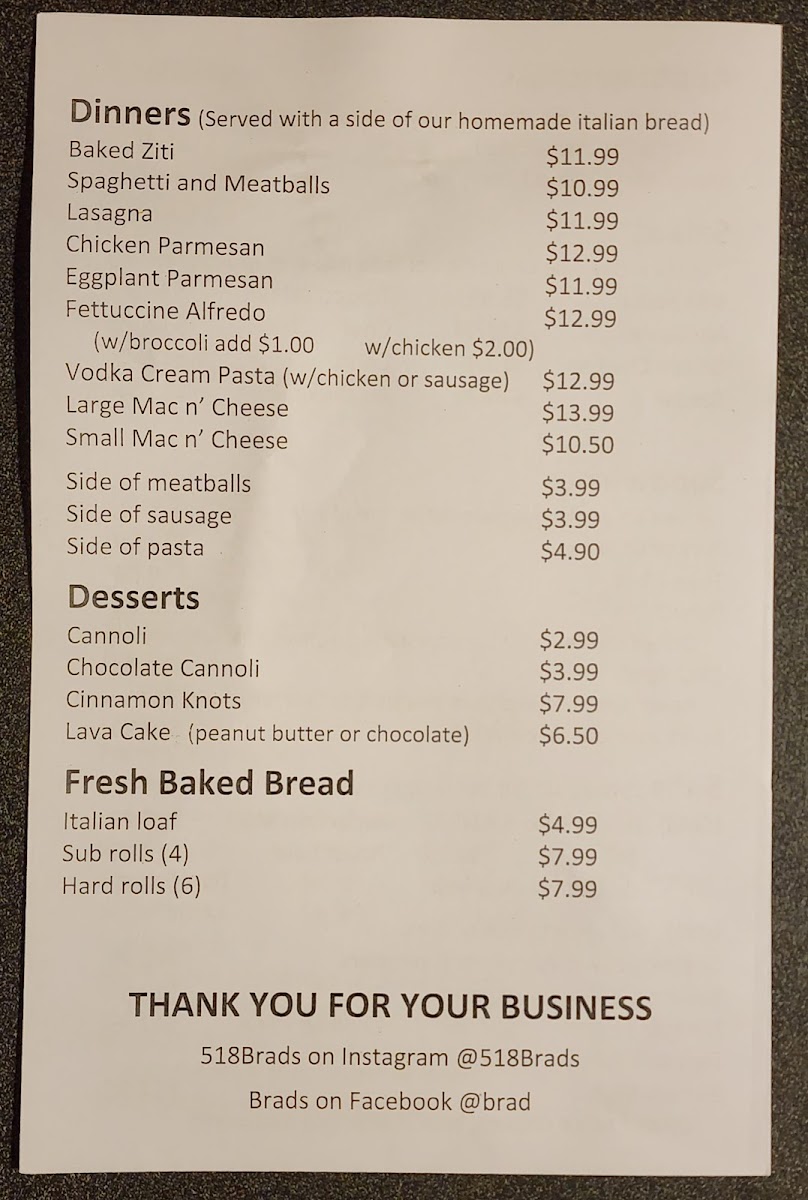 Dinners (Served with a side of our homemade italian bread)
Baked Ziti $11.99
Spaghetti and Meatballs $10.99
Lasagna $11.99
Chicken Parmesan $12.99
Eggplant Parmesan $11.99
Fettuccine Alfredo $12.99
(w/broccoli add $1.00 w/chicken $2.00)
Vodka Cream Pasta (w/chicken or sausage) $12.99
Large Mac n’ Cheese $13.99
Small Mac n’ Cheese $10.50
Side of meatballs $3.99
Side of sausage $3.99
Side of pasta $4.90
Desserts
Cannoli $2.99
Chocolate Cannoli $3.99
Cinnamon Knots $7.99
Lava Cake (peanut butter or chocolate) $6.50
Fresh Baked Bread
Italian loaf $4.99
Sub rolls (4) $7.99
Hard rolls (6) $7.99
THANK YOU FOR YOUR BUSINESS
518Brads on Instagram @518Brads
Brads on Facebook @brad